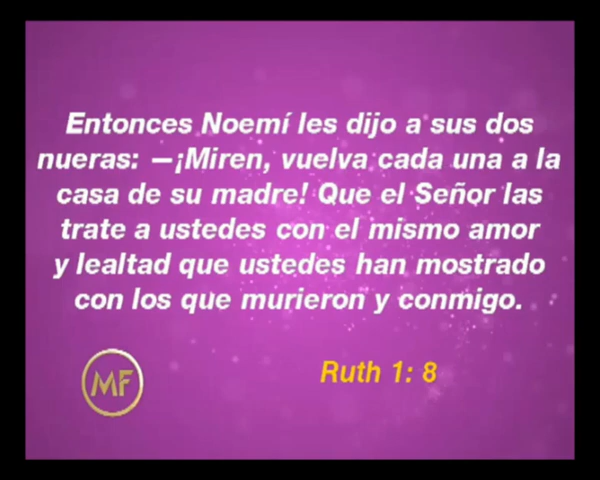 Entonces Noemí les dijo a sus dos
nueras: —¡Miren, vuelva cada una a la
casa de su madre! Que el Señor las
trate a ustedes con el mismo amor
y lealtad que ustedes han mostrado
con los que murieron y conmigo.
Ruth 1: 8
MF